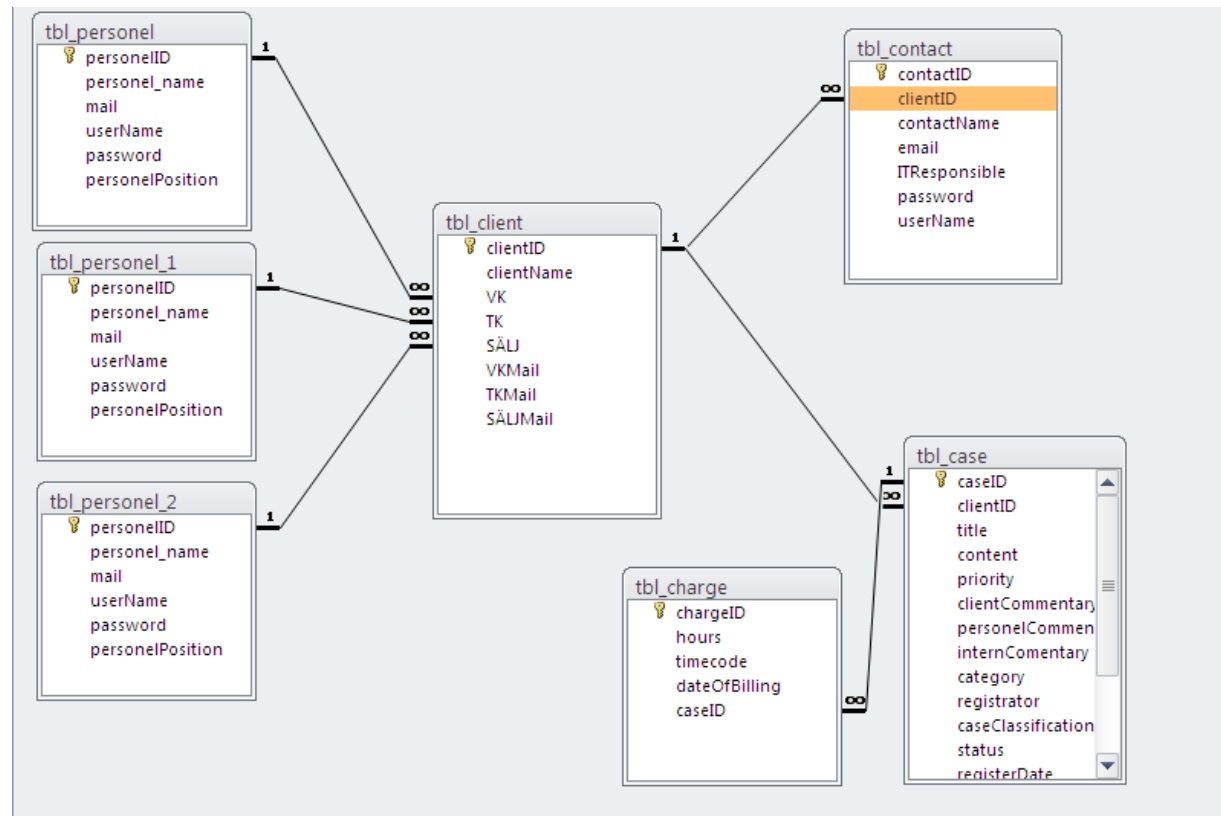 tbl_personel
personelID
personel_name
mail
userName
password
personelPosition
1
tbl_personel_1
personelID
personel_name
mail
userName
password
personelPosition
1
tbl_personel_2
personelID
personel_name
mail
userName
password
personelPosition
1
tbl_client
clientID
clientName
VK
TK
SÄLJ
VKMail
TKMail
SÄLJMail
∞
∞
∞
1
tbl_contact
contactID
clientID
contactName
email
ITResponsible
password
userName
∞
tbl_charge
chargeID
hours
timecode
dateOfBilling
caseID
∞
tbl_case
caseID
clientID
title
content
priority
clientCommentary
personelCommen
internComentary
category
registrator
caseClassification
status
registerDate
1
∞